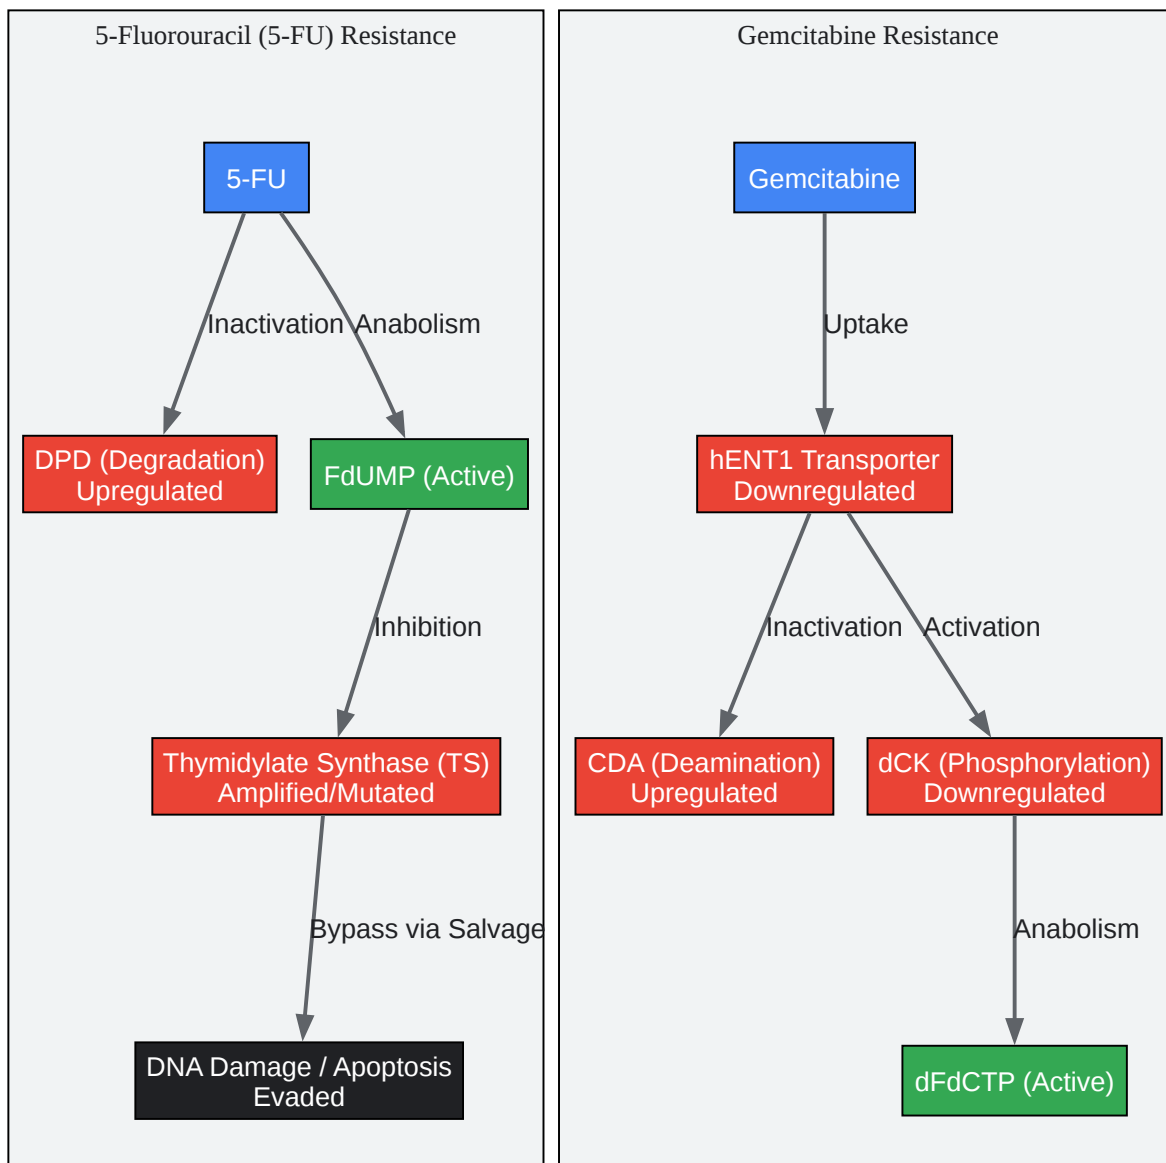 5-Fluorouracil (5-FU) Resistance
5-FU
Inactivation
Anabolism
DPD (Degradation)
Upregulated
FdUMP (Active)
Inhibition
Thymidylate Synthase (TS)
Amplified/Mutated
Bypass via Salvage
DNA Damage / Apoptosis
Evaded
Gemcitabine Resistance
Gemcitabine
Uptake
hENT1 Transporter
Downregulated
Inactivation
Activation
CDA (Deamination)
Upregulated
dCK (Phosphorylation)
Downregulated
Anabolism
dFdCTP (Active)